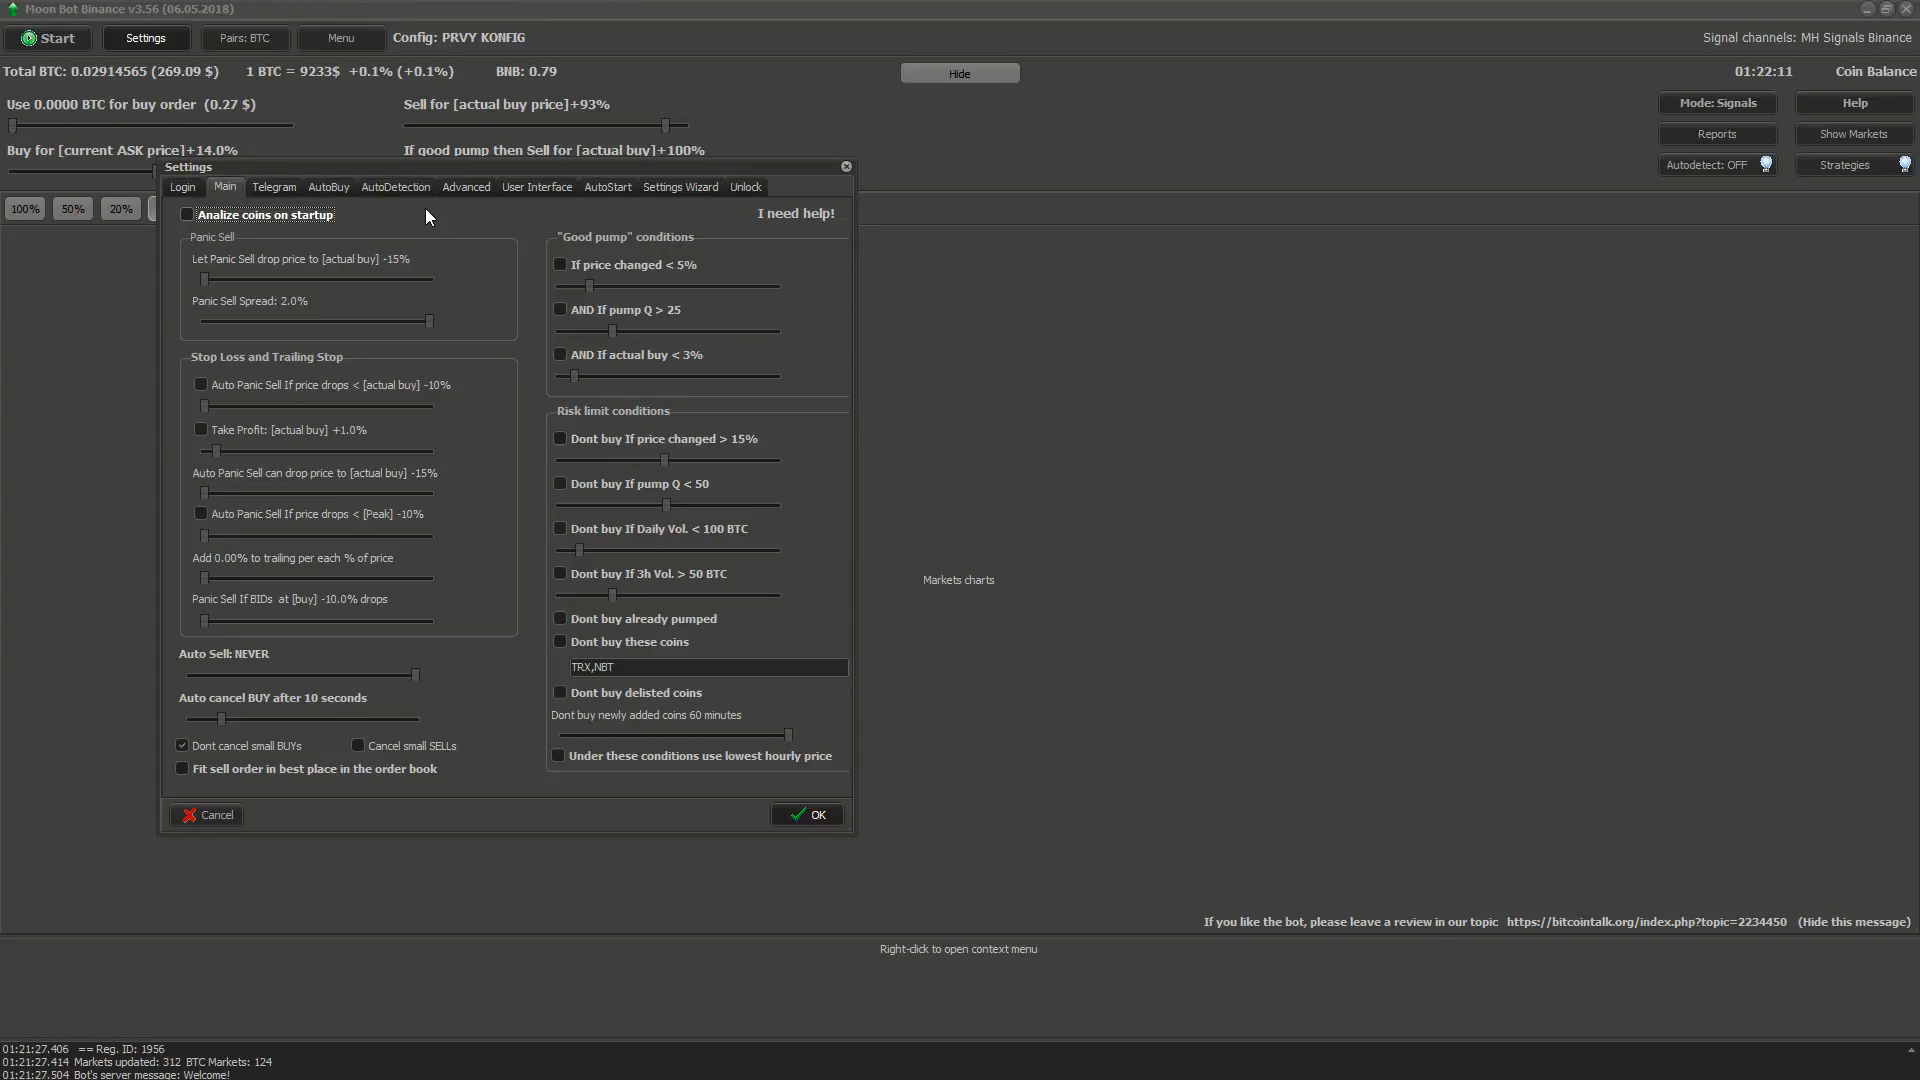 Moon Bot Binance v3.56 (06.05.2018)
Start
Settings
Pairs: BTC
Menu
Config: PRVY KONFIG
Signal channels: MH Signals Binance
Total BTC: 0.02914565 (269.09 $)
1 BTC = 9233$ +0.1% (+0.1%)
BNB: 0.79
Hide
01:22:11
Coin Balance
Use 0.0000 BTC for buy order (0.27 $)
Sell for [actual buy price]+93%
Mode: Signals
Help
Reports
Show Markets
Buy for [current ASK price]+14.0%
If good pump then Sell for [actual buy]+100%
Autodetect: OFF
Strategies
100%
50%
20%
Settings
Login
Main
Telegram
AutoBuy
AutoDetection
Advanced
User Interface
AutoStart
Settings Wizard
Unlock
Analize coins on startup
I need help!
Panic Sell
Let Panic Sell drop price to [actual buy] -15%
Panic Sell Spread: 2.0%
Stop Loss and Trailing Stop
Auto Panic Sell If price drops < [actual buy] -10%
Take Profit: [actual buy] +1.0%
Auto Panic Sell can drop price to [actual buy] -15%
Auto Panic Sell If price drops < [Peak] -10%
Add 0.00% to trailing per each % of price
Panic Sell If BIDs at [buy] -10.0% drops
Auto Sell: NEVER
Auto cancel BUY after 10 seconds
Dont cancel small BUYs
Cancel small SELLs
Fit sell order in best place in the order book
"Good pump" conditions
If price changed < 5%
AND If pump Q > 25
AND If actual buy < 3%
Risk limit conditions
Dont buy If price changed > 15%
Dont buy If pump Q < 50
Dont buy If Daily Vol. < 100 BTC
Dont buy If 3h Vol. > 50 BTC
Dont buy already pumped
Dont buy these coins
TRX,NBT
Dont buy delisted coins
Dont buy newly added coins 60 minutes
Under these conditions use lowest hourly price
Cancel
OK
Markets charts
If you like the bot, please leave a review in our topic https://bitcointalk.org/index.php?topic=2234450 (Hide this message)
Right-click to open context menu
01:21:27.406 == Reg. ID: 1956
01:21:27.414 Markets updated: 312 BTC Markets: 124
01:21:27.504 Bot's server message: Welcome!